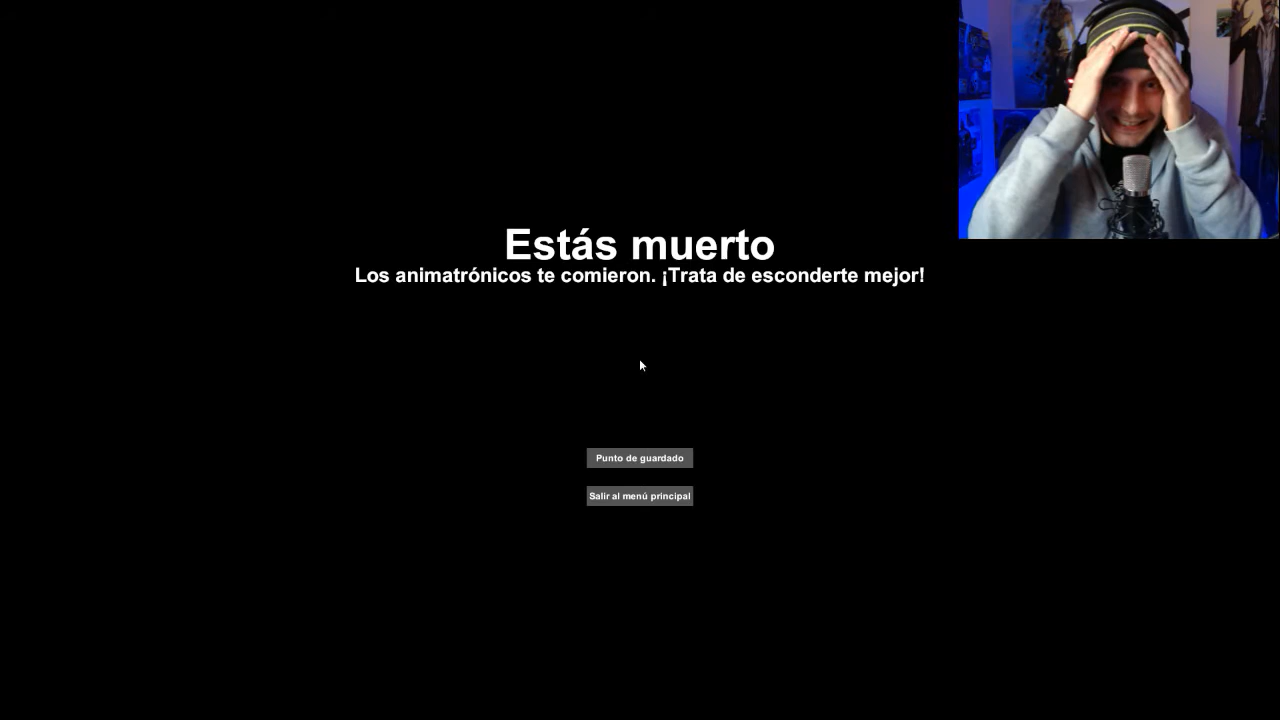 Estás muerto
Los animatrónicos te comieron. ¡Trata de esconderte mejor!
Punto de guardado
Salir al menú principal